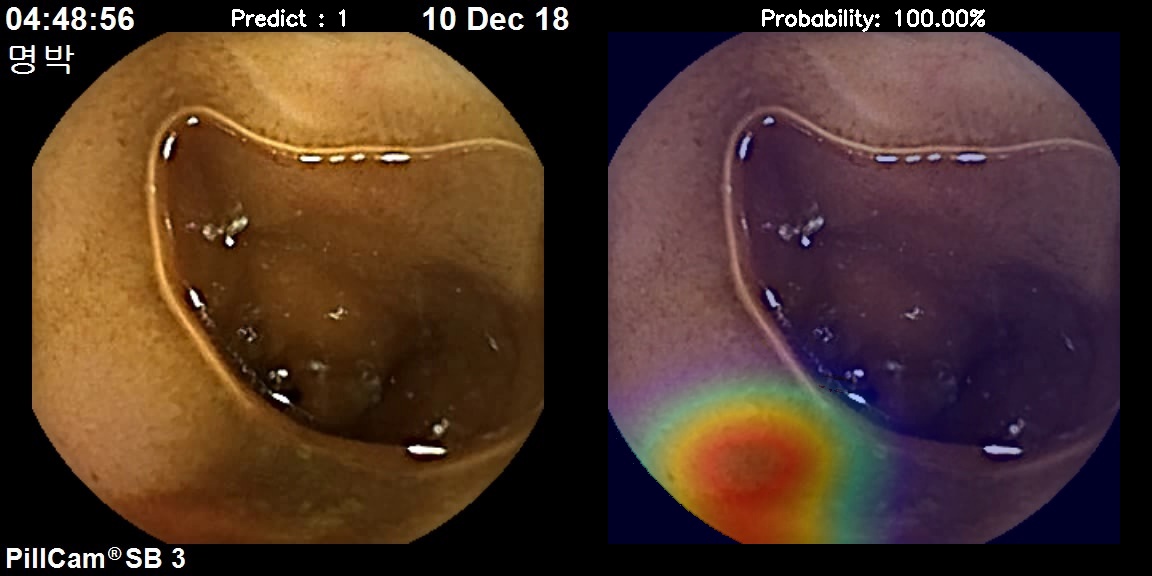 04:48:56
Predict : 1
10 Dec 18
Probability: 100.00%
명박
PillCam® SB 3